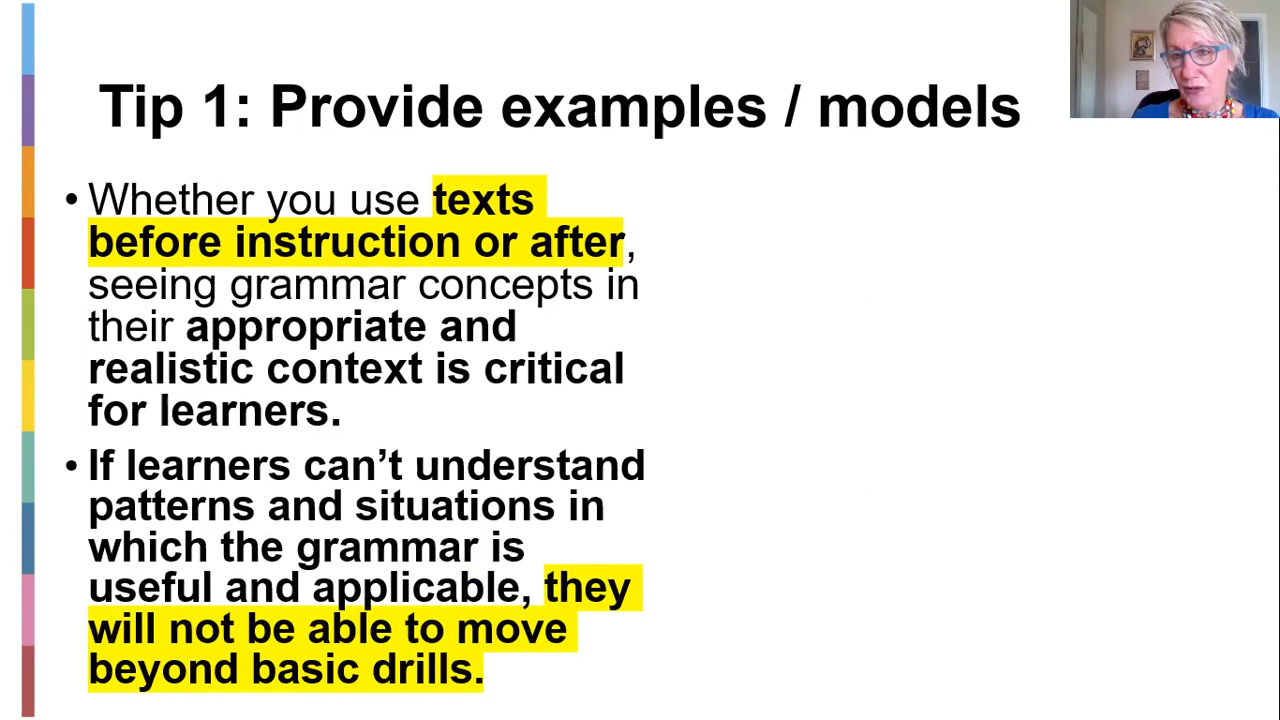 Tip 1: Provide examples / models
• Whether you use texts
before instruction or after,
seeing grammar concepts in
their appropriate and
realistic context is critical
for learners.
• If learners can’t understand
patterns and situations in
which the grammar is
useful and applicable, they
will not be able to move
beyond basic drills.